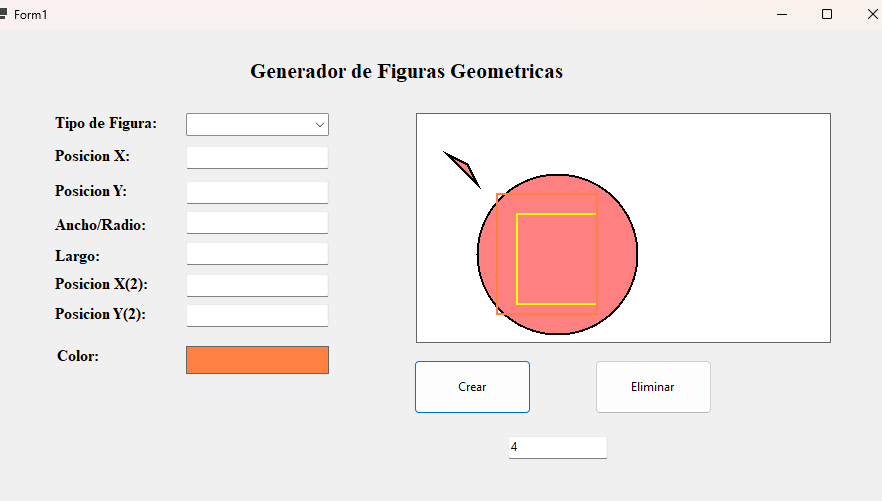 Form1
Generador de Figuras Geometricas
Tipo de Figura:
Posicion X:
Posicion Y:
Ancho/Radio:
Largo:
Posicion X(2):
Posicion Y(2):
Color:
Crear
Eliminar
4